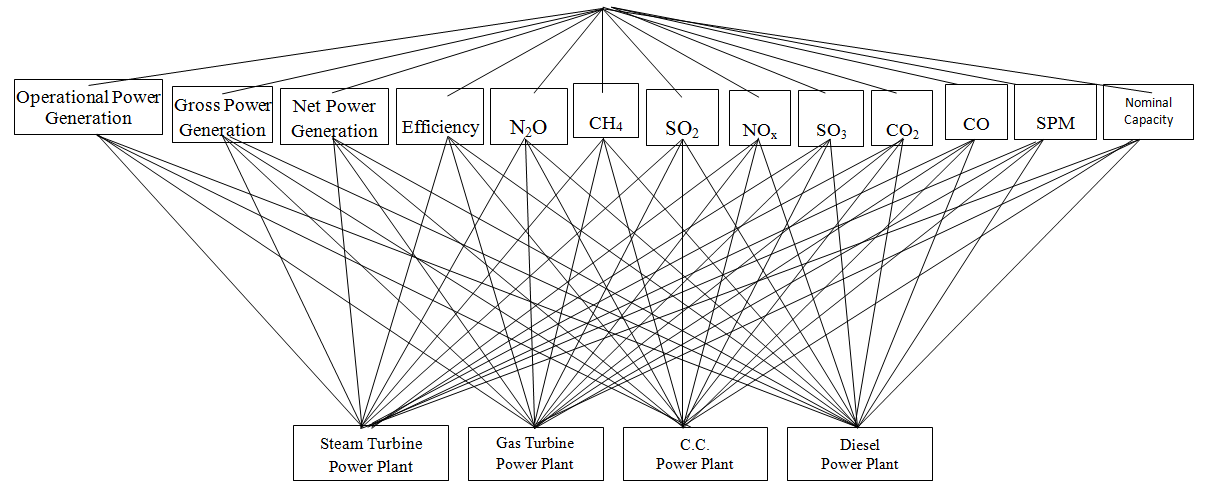 Operational Power
Generation
Gross Power
Generation
Net Power
Generation
Efficiency
N₂O
CH₄
SO₂
NOₓ
SO₃
CO₂
CO
SPM
Nominal
Capacity
Steam Turbine
Power Plant
Gas Turbine
Power Plant
C.C.
Power Plant
Diesel
Power Plant